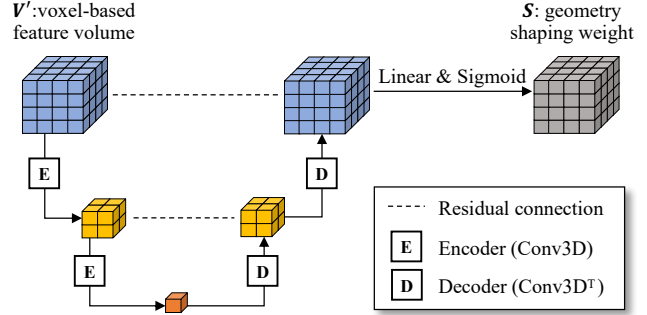 V′:voxel-based
feature volume
S: geometry
shaping weight
Linear & Sigmoid
E
D
E
D
Residual connection
E Encoder (Conv3D)
D Decoder (Conv3Dᵀ)